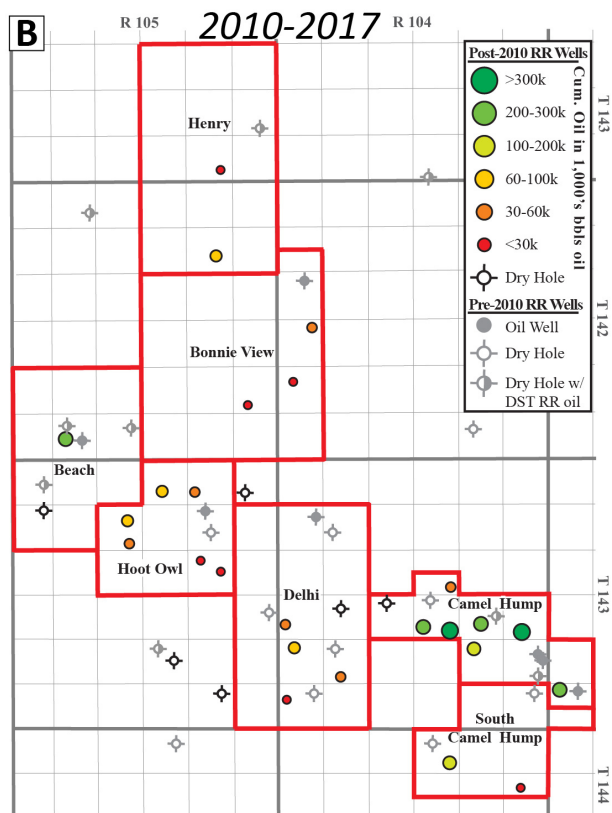 B
R 105
2010-2017
R 104
Post-2010 RR Wells
>300k
200-300k
100-200k
60-100k
30-60k
<30k
Dry Hole
Cum. Oil in 1,000's bbls oil
Pre-2010 RR Wells
Oil Well
Dry Hole
Dry Hole w/
DST RR oil
T 143
Henry
T 142
Bonnie View
Beach
Hoot Owl
Delhi
Camel Hump
T 143
South
Camel Hump
T 144